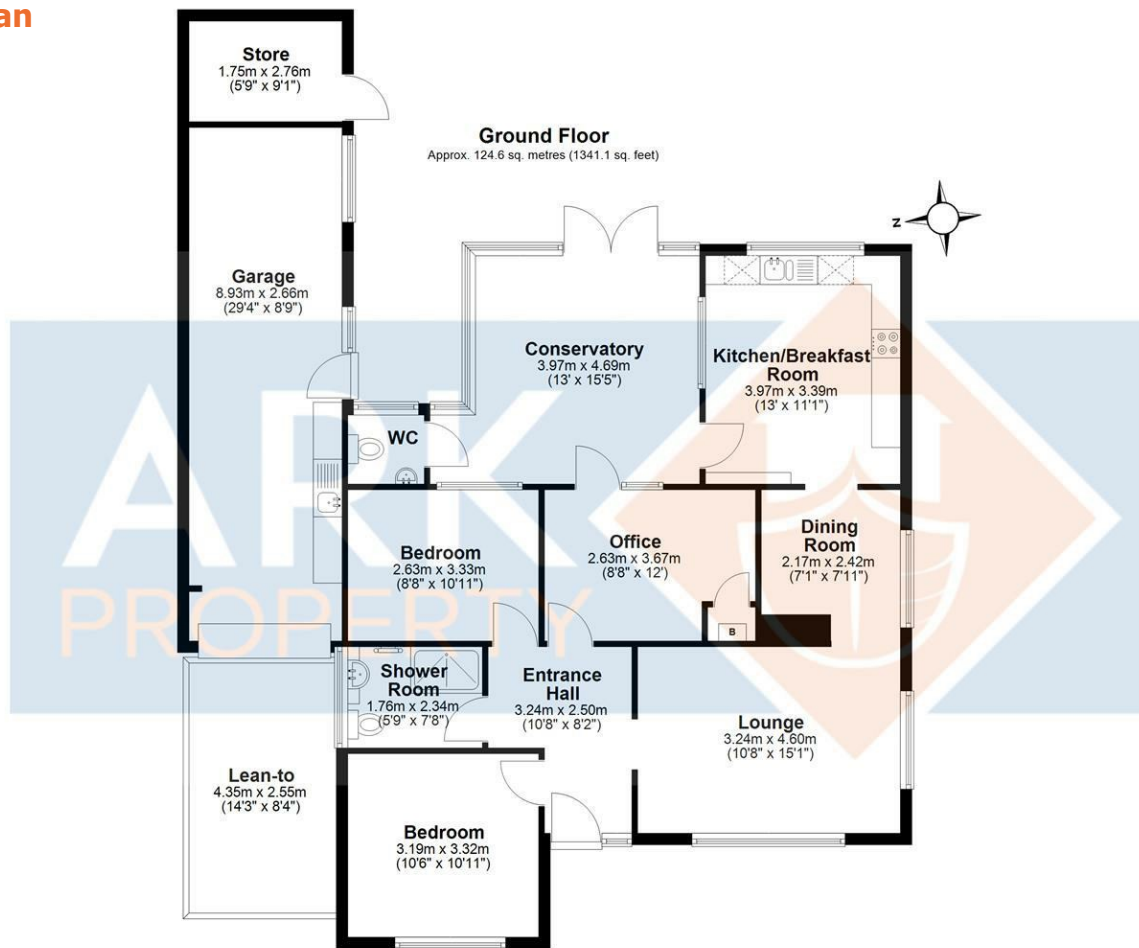 an
Store
1.75m x 2.76m
(5'9" x 9'1")
Ground Floor
Approx. 124.6 sq. metres (1341.1 sq. feet)
Z
Garage
8.93m x 2.66m
(29'4" x 8'9")
Conservatory
3.97m x 4.69m
(13' x 15'5")
Kitchen/Breakfast
Room
3.97m x 3.39m
(13' x 11'1")
WC
ARK
PROPERTY
Bedroom
2.63m x 3.33m
(8'8" x 10'11")
Office
2.63m x 3.67m
(8'8" x 12')
Dining
Room
2.17m x 2.42m
(7'1" x 7'11")
B
Shower
Room
1.76m x 2.34m
(5'9" x 7'8")
Entrance
Hall
3.24m x 2.50m
(10'8" x 8'2")
Lounge
3.24m x 4.60m
(10'8" x 15'1")
Lean-to
4.35m x 2.55m
(14'3" x 8'4")
Bedroom
3.19m x 3.32m
(10'6" x 10'11")